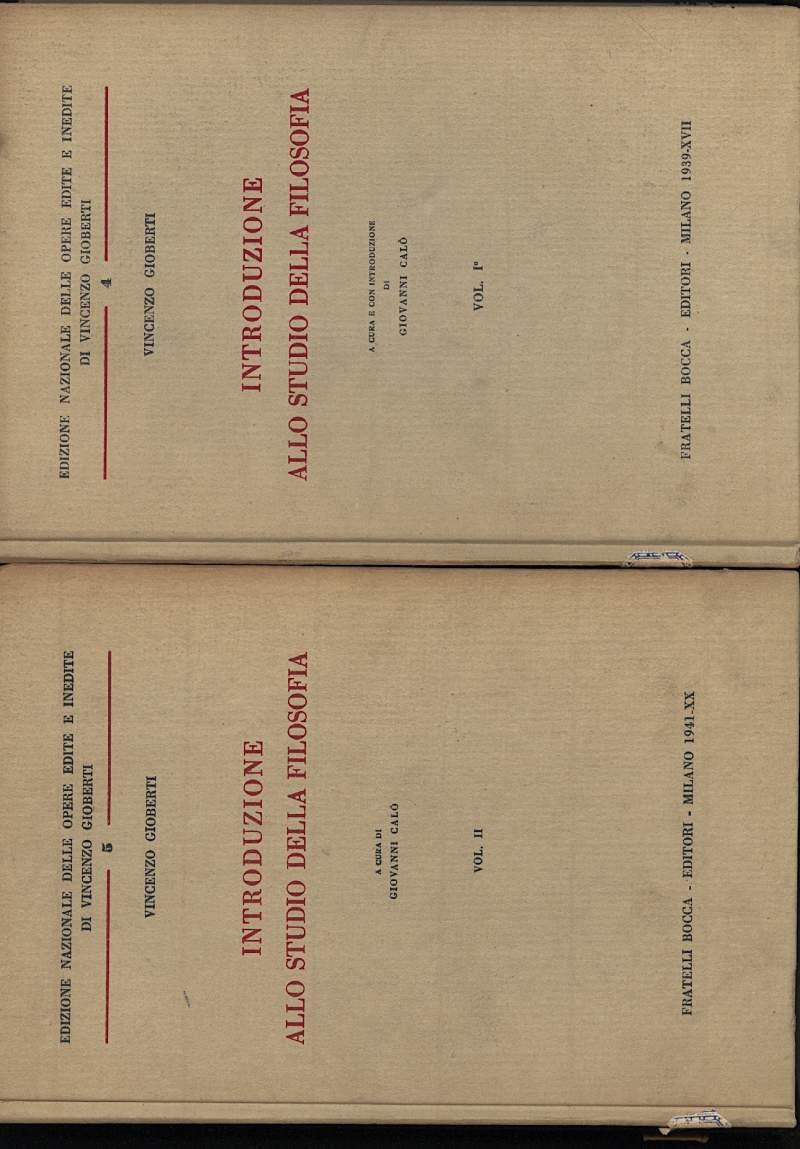 EDIZIONE NAZIONALE DELLE OPERE EDITE E INEDITE
DI VINCENZO GIOBERTI
4
VINCENZO GIOBERTI
INTRODUZIONE
ALLO STUDIO DELLA FILOSOFIA
A CURA E CON INTRODUZIONE
DI
GIOVANNI CALÒ
VOL. Iº
FRATELLI BOCCA - EDITORI - MILANO 1939-XVII
EDIZIONE NAZIONALE DELLE OPERE EDITE E INEDITE
DI VINCENZO GIOBERTI
5
VINCENZO GIOBERTI
INTRODUZIONE
ALLO STUDIO DELLA FILOSOFIA
A CURA DI
GIOVANNI CALÒ
VOL. II
FRATELLI BOCCA - EDITORI - MILANO 1941-XX